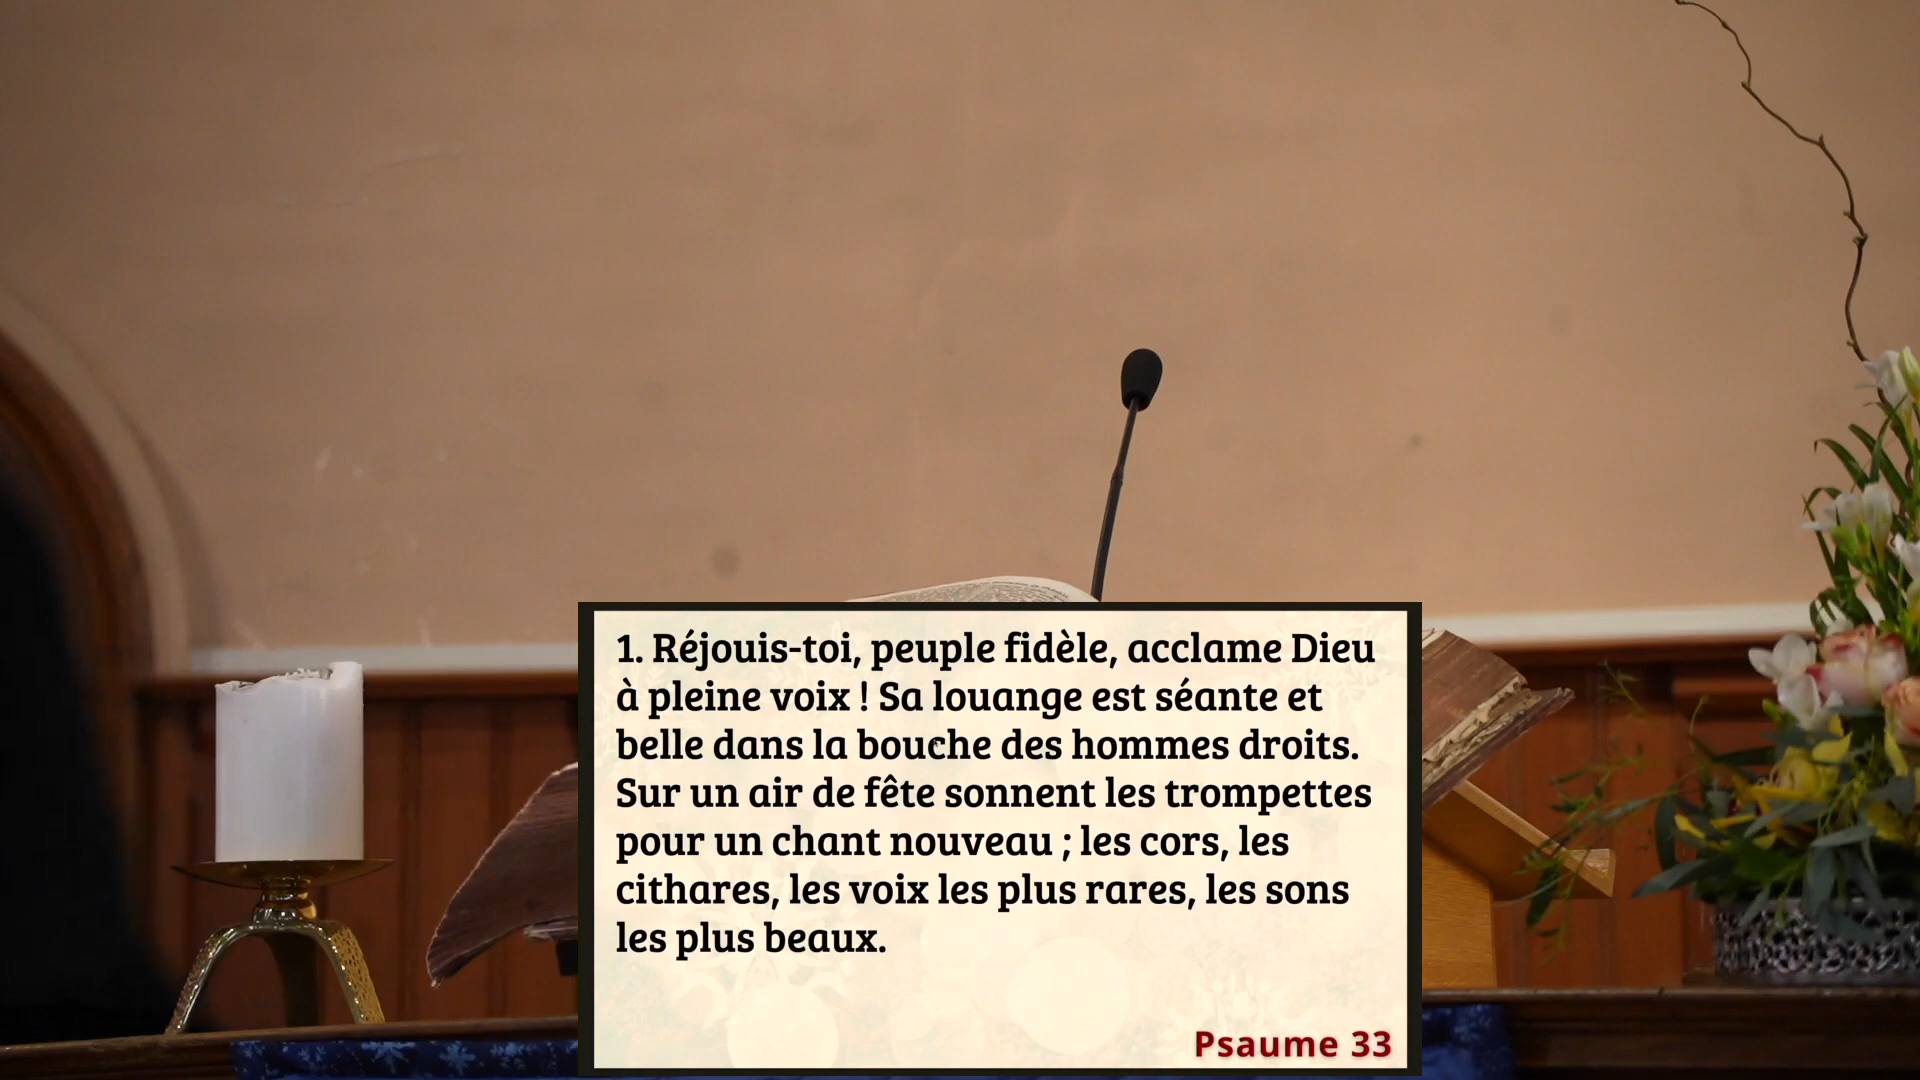 1. Réjouis-toi, peuple fidèle, acclame Dieu
à pleine voix ! Sa louange est séante et
belle dans la bouche des hommes droits.
Sur un air de fête sonnent les trompettes
pour un chant nouveau ; les cors, les
cithares, les voix les plus rares, les sons
les plus beaux.
Psaume 33